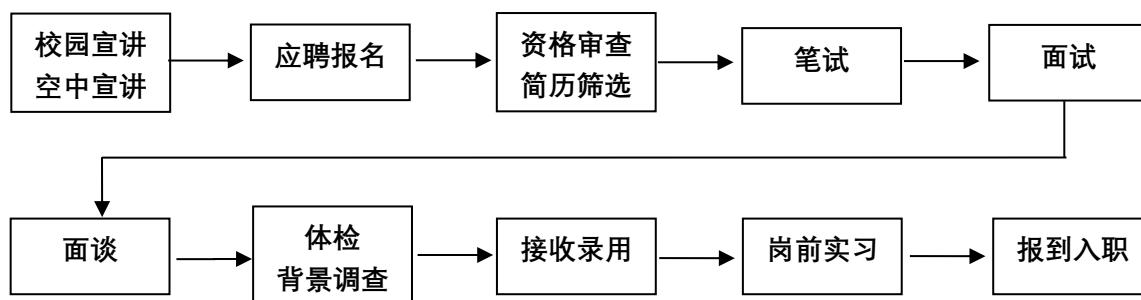 校园宣讲
空中宣讲
应聘报名
资格审查
简历筛选
笔试
面试
面谈
体检
背景调查
接收录用
岗前实习
报到入职